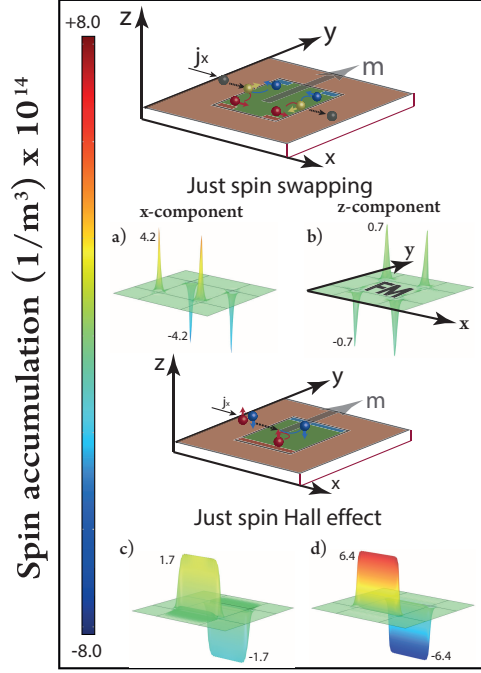 Spin accumulation (1/m³) x 10¹⁴
+8.0
-8.0
z
y
jx
m
x
Just spin swapping
x-component
z-component
a)
4.2
-4.2
b)
0.7
y
FM
x
-0.7
z
y
jx
m
x
Just spin Hall effect
c)
1.7
-1.7
d)
6.4
-6.4